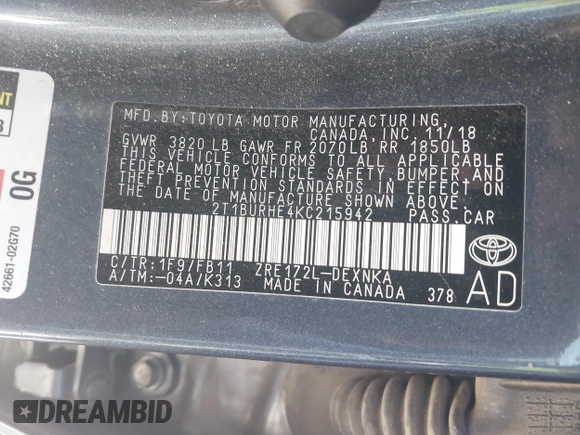 MFD. BY: TOYOTA MOTOR MANUFACTURING,
CANADA, INC. 11/18
GVWR 3820 LB GAWR FR 2070LB, RR 1850LB
THIS VEHICLE CONFORMS TO ALL APPLICABLE
FEDERAL MOTOR VEHICLE SAFETY, BUMPER AND
THEFT PREVENTION STANDARDS IN EFFECT ON
THE DATE OF MANUFACTURE SHOWN ABOVE.
2T1BURHE4KC215942 PASS. CAR
C/TR: 1F9/FB11 ZRE172L-DEXNKA
A/TM: -04A/K313 MADE IN CANADA 378
AD
0G
42661-02G70
DREAMBID